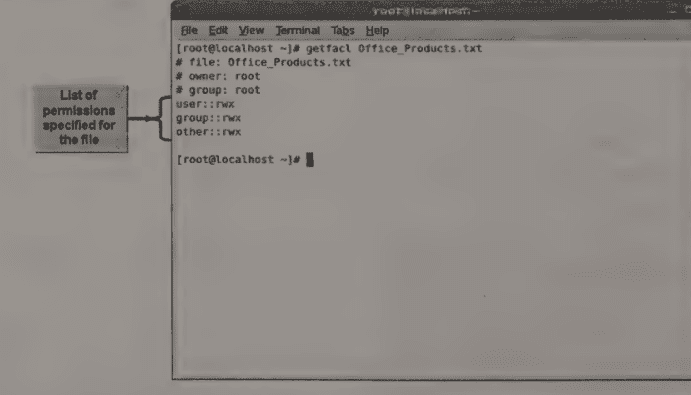 File Edit View Terminal Tabs Help
[root@localhost ~]# getfacl Office_Products.txt
# file: Office_Products.txt
# owner: root
# group: root
user::rwx
group::rwx
other::rwx
[root@localhost ~]#
List of
permissions
specified for
the file